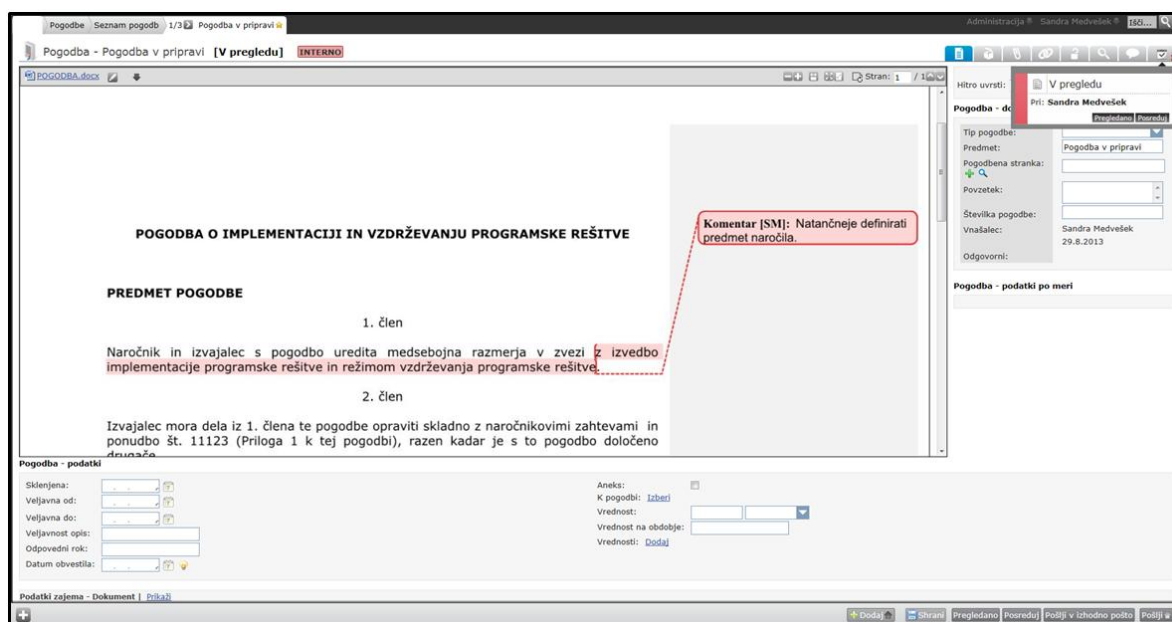 Pogodbe Seznam pogodb 1/3 Pogodba v pripravi
Administracija Sandra Medvešek Išči...
Pogodba - Pogodba v pripravi [V pregledu] INTERNO
POGODBA.docx
Stran: 1 / 1
Hitro uvrsti:
V pregledu
Pri: Sandra Medvešek
Pregledano Posreduj
Pogodba - do
Tip pogodbe:
Predmet: Pogodba v pripravi
Pogodbena stranka:
Povzetek:
Številka pogodbe:
Vnašalec: Sandra Medvešek
29.8.2013
Odgovorni:
Pogodba - podatki po meri
Komentar [SM]: Natančneje definirati
predmet naročila.
POGODBA O IMPLEMENTACIJI IN VZDRŽEVANJU PROGRAMSKE REŠITVE
PREDMET POGODBE
1. člen
Naročnik in izvajalec s pogodbo uredita medsebojna razmerja v zvezi z izvedbo
implementacije programske rešitve in režimom vzdrževanja programske rešitve.
2. člen
Izvajalec mora dela iz 1. člena te pogodbe opraviti skladno z naročnikovimi zahtevami in
ponudbo št. 11123 (Priloga 1 k tej pogodbi), razen kadar je s to pogodbo določeno
drugače.
Pogodba - podatki
Sklenjena:
Veljavna od:
Veljavna do:
Veljavnost opis:
Odpovedni rok:
Datum obvestila:
Aneks:
K pogodbi: Izberi
Vrednost:
Vrednost na obdobje:
Vrednosti: Dodaj
Podatki zajema - Dokument | Prikaži
Dodaj Shrani Pregledano Posreduj Pošlji v izhodno pošto Pošlji